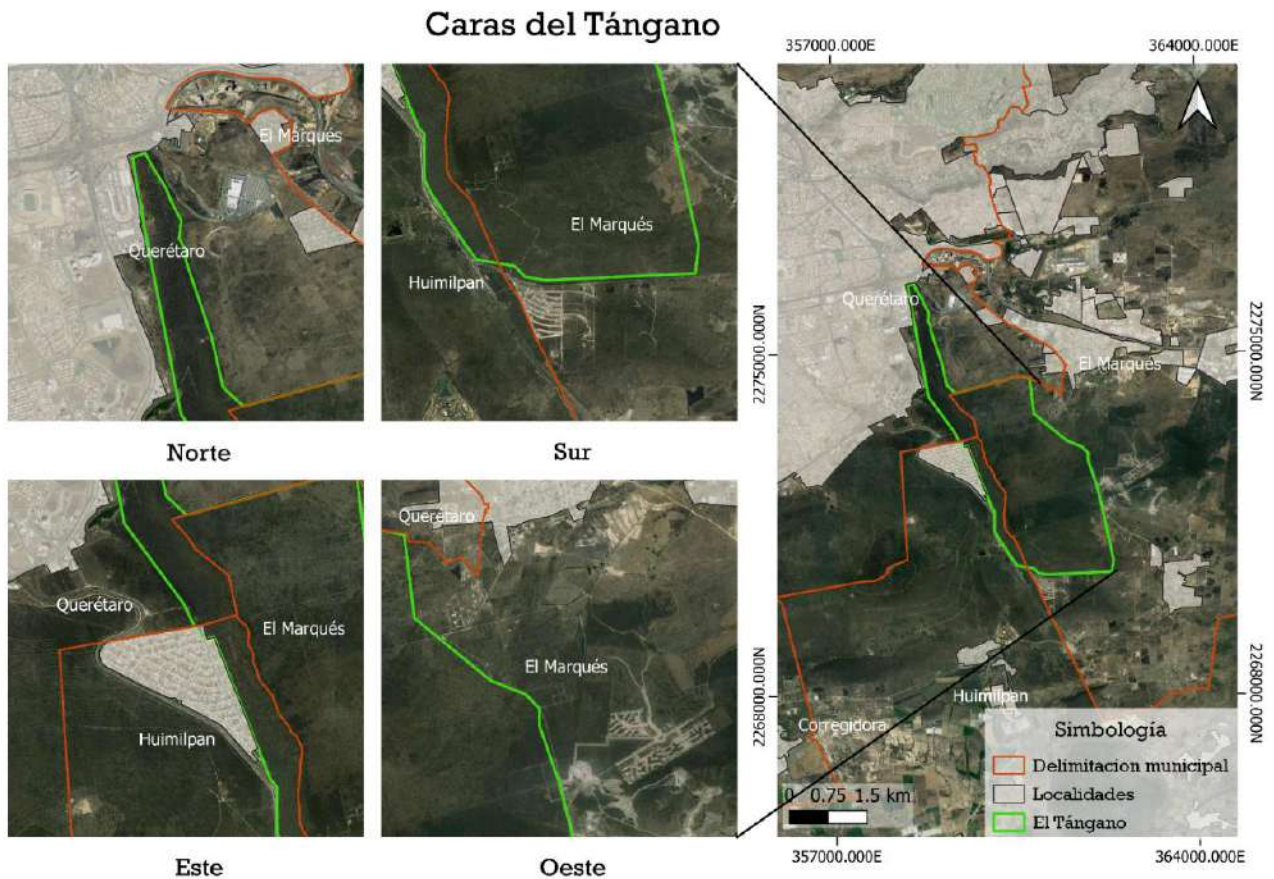 Caras del Tángano
357000.000E
364000.000E
El Marqués
Querétaro
Norte
El Marqués
Huimilpan
Sur
Querétaro
El Marqués
Huimilpan
Este
Querétaro
El Marqués
Oeste
Querétaro
El Marqués
Huimilpan
Corregidora
2275000.000N
2268000.000N
2275000.000N
2268000.000N
Simbología
Delimitacion municipal
Localidades
El Tángano
0 0.75 1.5 km
357000.000E
364000.000E